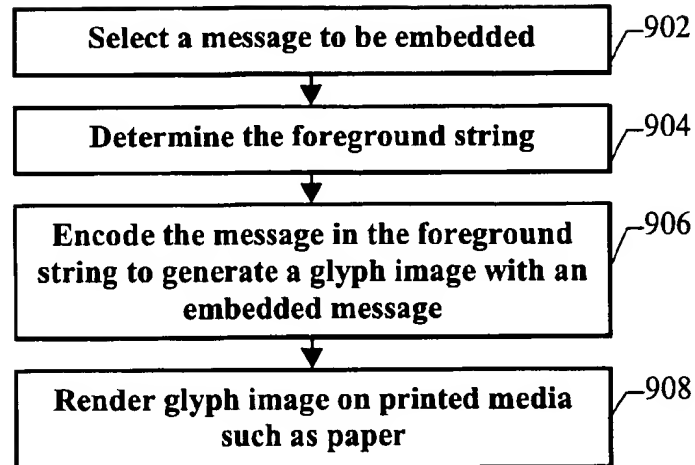 Select a message to be embedded
902
Determine the foreground string
904
Encode the message in the foreground
string to generate a glyph image with an
embedded message
906
Render glyph image on printed media
such as paper
908